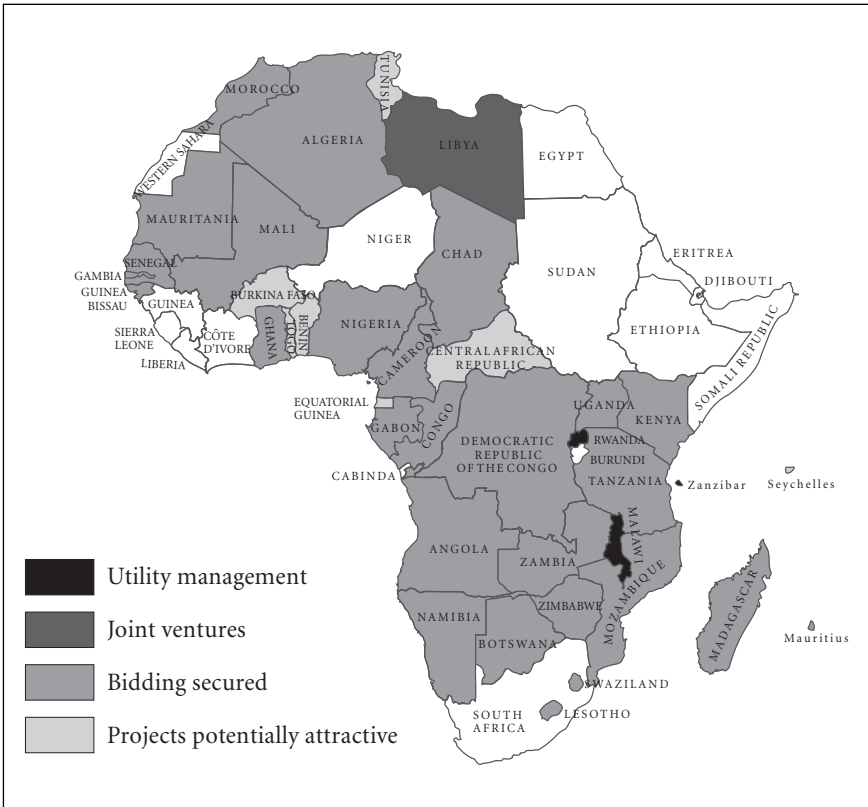 MOROCCO
TUNISIA
ALGERIA
LIBYA
EGYPT
WESTERN SAHARA
MAURITANIA
MALI
NIGER
CHAD
SUDAN
ERITREA
DJIBOUTI
SENEGAL
GAMBIA
GUINEA
BISSAU
GUINEA
BURKINA FASO
SIERRA
LEONE
LIBERIA
CÔTE
D'IVORE
GHANA
TOGO
BENIN
NIGERIA
CAMEROON
CENTRAL AFRICAN
REPUBLIC
ETHIOPIA
SOMALI REPUBLIC
EQUATORIAL
GUINEA
GABON
CONGO
DEMOCRATIC
REPUBLIC
OF THE CONGO
UGANDA
KENYA
RWANDA
BURUNDI
TANZANIA
CABINDA
Zanzibar
Seychelles
ANGOLA
ZAMBIA
MALAWI
MOZAMBIQUE
ZIMBABWE
NAMIBIA
BOTSWANA
MADAGASCAR
Mauritius
SWAZILAND
LESOTHO
SOUTH
AFRICA
Utility management
Joint ventures
Bidding secured
Projects potentially attractive